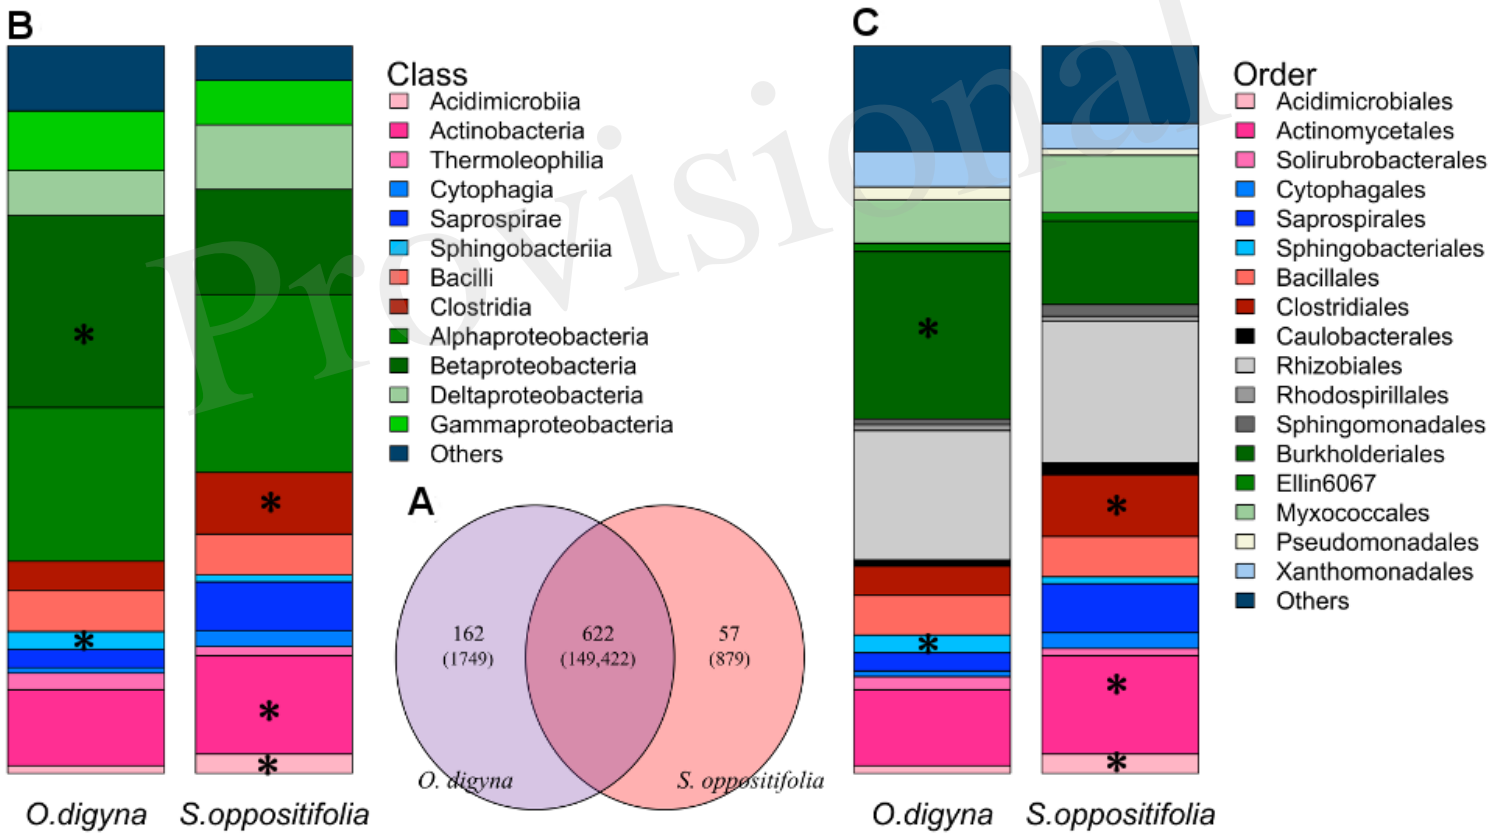 B
Class
Acidimicrobiia
Actinobacteria
Thermoleophilia
Cytophagia
Saprospirae
Sphingobacteriia
Bacilli
Clostridia
Alphaproteobacteria
Betaproteobacteria
Deltaproteobacteria
Gammaproteobacteria
Others
*
*
*
*
*
O.digyna
S.oppositifolia
A
162
(1749)
622
(149,422)
57
(879)
O. digyna
S. oppositifolia
C
Order
Acidimicrobiales
Actinomycetales
Solirubrobacterales
Cytophagales
Saprospirales
Sphingobacteriales
Bacillales
Clostridiales
Caulobacterales
Rhizobiales
Rhodospirillales
Sphingomonadales
Burkholderiales
Ellin6067
Myxococcales
Pseudomonadales
Xanthomonadales
Others
*
*
*
*
*
O.digyna
S.oppositifolia
Provisional